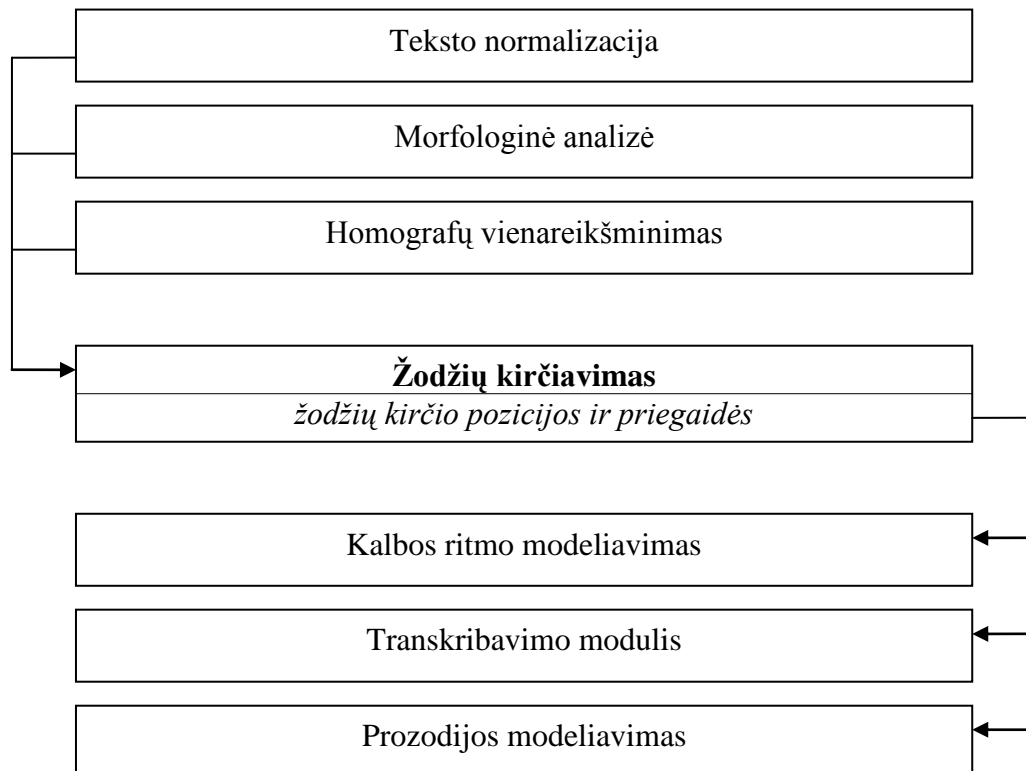 Teksto normalizacija
Morfologinė analizė
Homografų vienareikšminimas
Žodžių kirčiavimas
žodžių kirčio pozicijos ir priegaidės
Kalbos ritmo modeliavimas
Transkribavimo modulis
Prozodijos modeliavimas